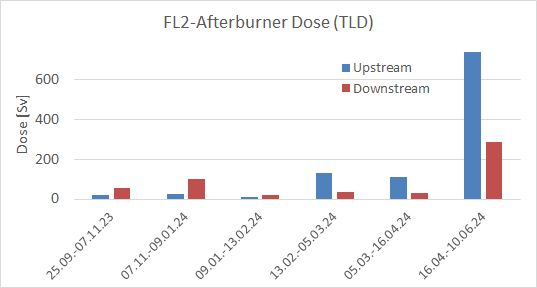 FL2-Afterburner Dose (TLD)
Upstream
Downstream
Dose [Sv]
600
400
200
0
25.09.-07.11.23
07.11.-09.01.24
09.01.-13.02.24
13.02.-05.03.24
05.03.-16.04.24
16.04.-10.06.24